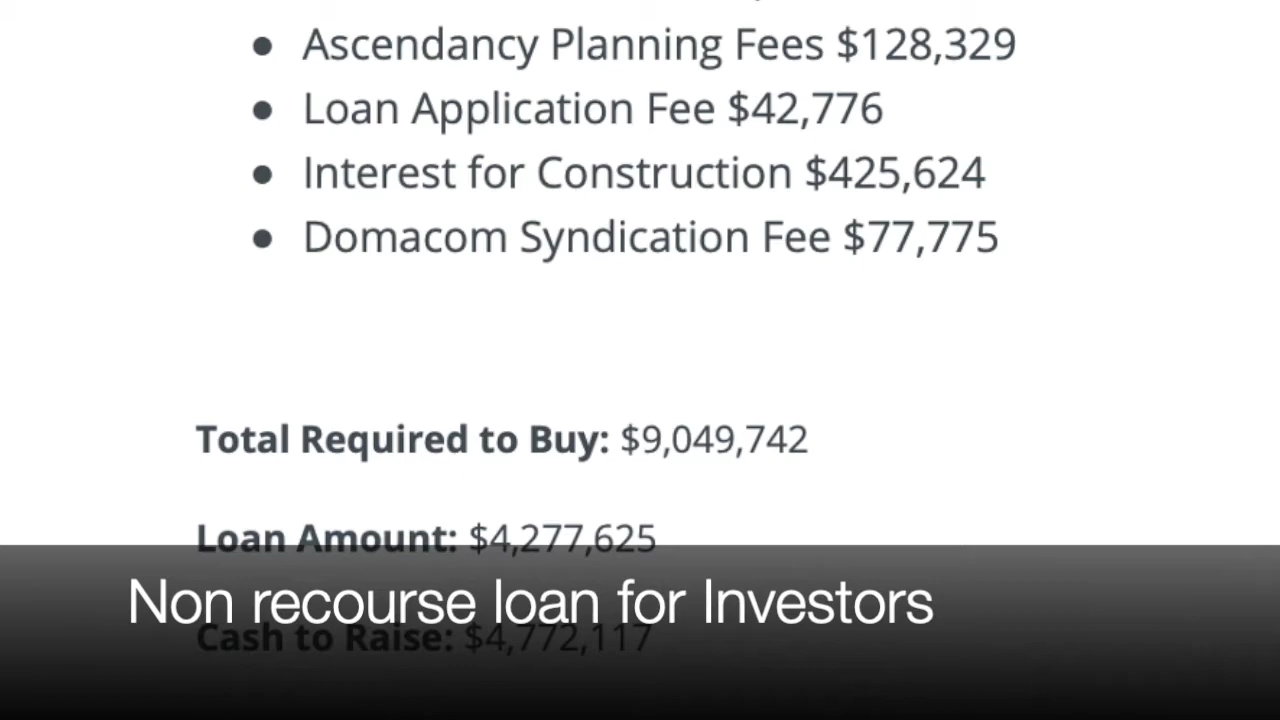 ● Ascendancy Planning Fees $128,329
● Loan Application Fee $42,776
● Interest for Construction $425,624
● Domacom Syndication Fee $77,775
Total Required to Buy: $9,049,742
Loan Amount: $4,277,625
Non recourse loan for Investors
Cash to Raise: $4,772,117